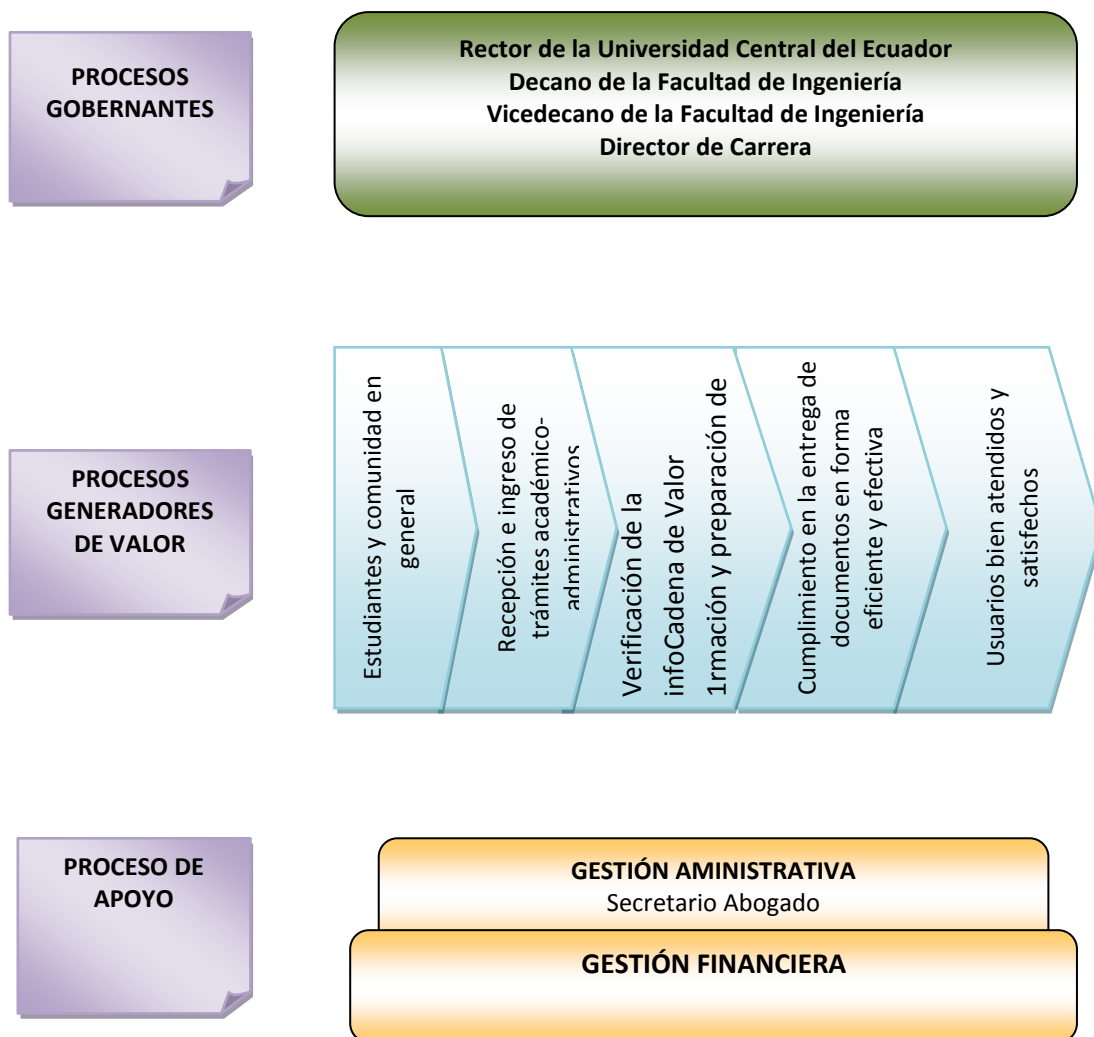 PROCESOS
GOBERNANTES
Rector de la Universidad Central del Ecuador
Decano de la Facultad de Ingeniería
Vicedecano de la Facultad de Ingeniería
Director de Carrera
PROCESOS
GENERADORES
DE VALOR
Estudiantes y comunidad en
general
Recepción e ingreso de
trámites académico-
administrativos
Verificación de la
infoCadena de Valor
1rmación y preparación de
Cumplimiento en la entrega de
documentos en forma
eficiente y efectiva
Usuarios bien atendidos y
satisfechos
PROCESO DE
APOYO
GESTIÓN AMINISTRATIVA
Secretario Abogado
GESTIÓN FINANCIERA